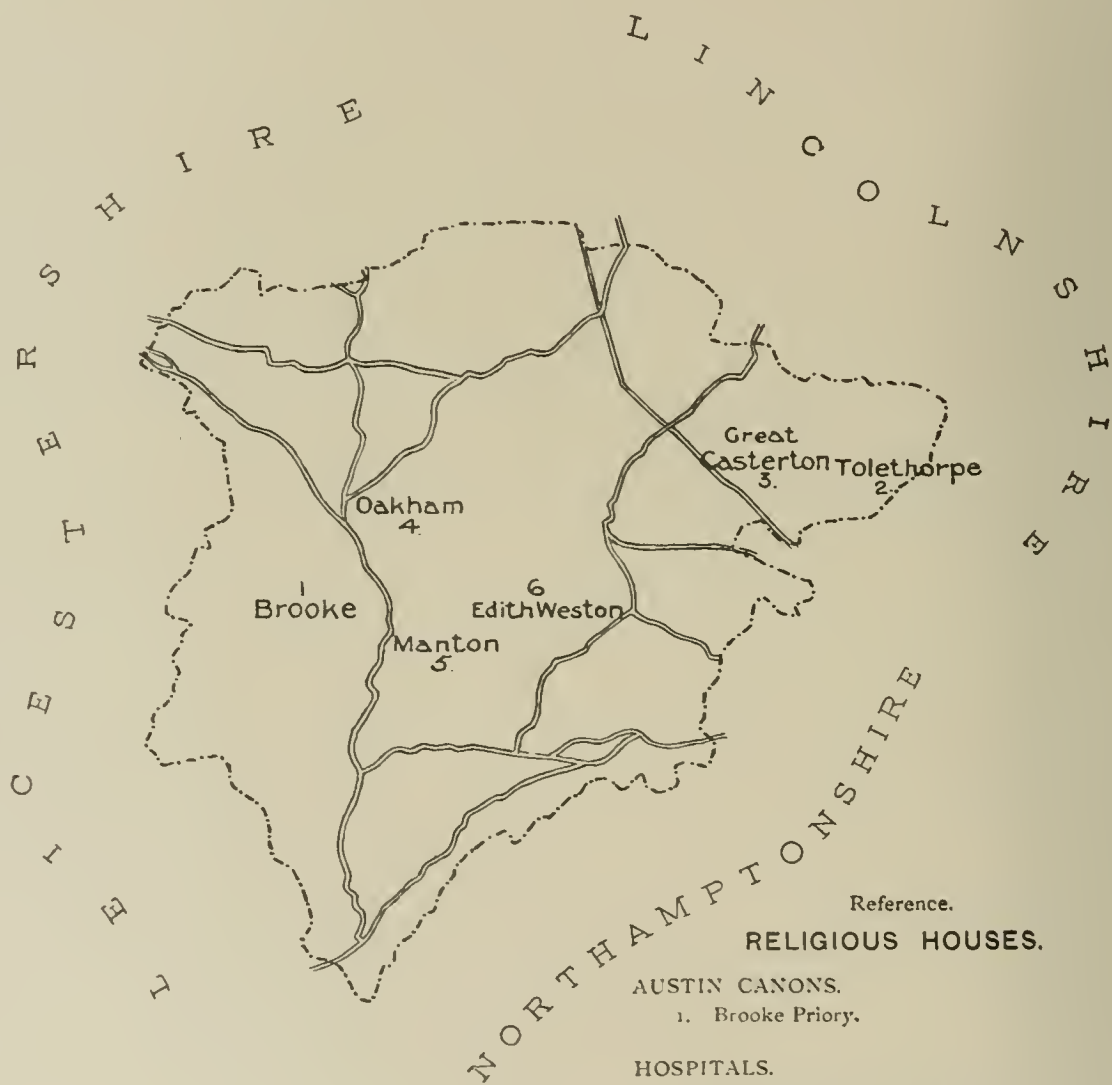 LINCOLNSHIRE
LEICESTERSHIRE
Great
Casterton
3.
Tolethorpe
2.
Oakham
4.
1
Brooke
6
Edith Weston
Manton
5.
NORTHAMPTONSHIRE
Reference.
RELIGIOUS HOUSES.
AUSTIN CANONS.
1. Brooke Priory.
HOSPITALS.